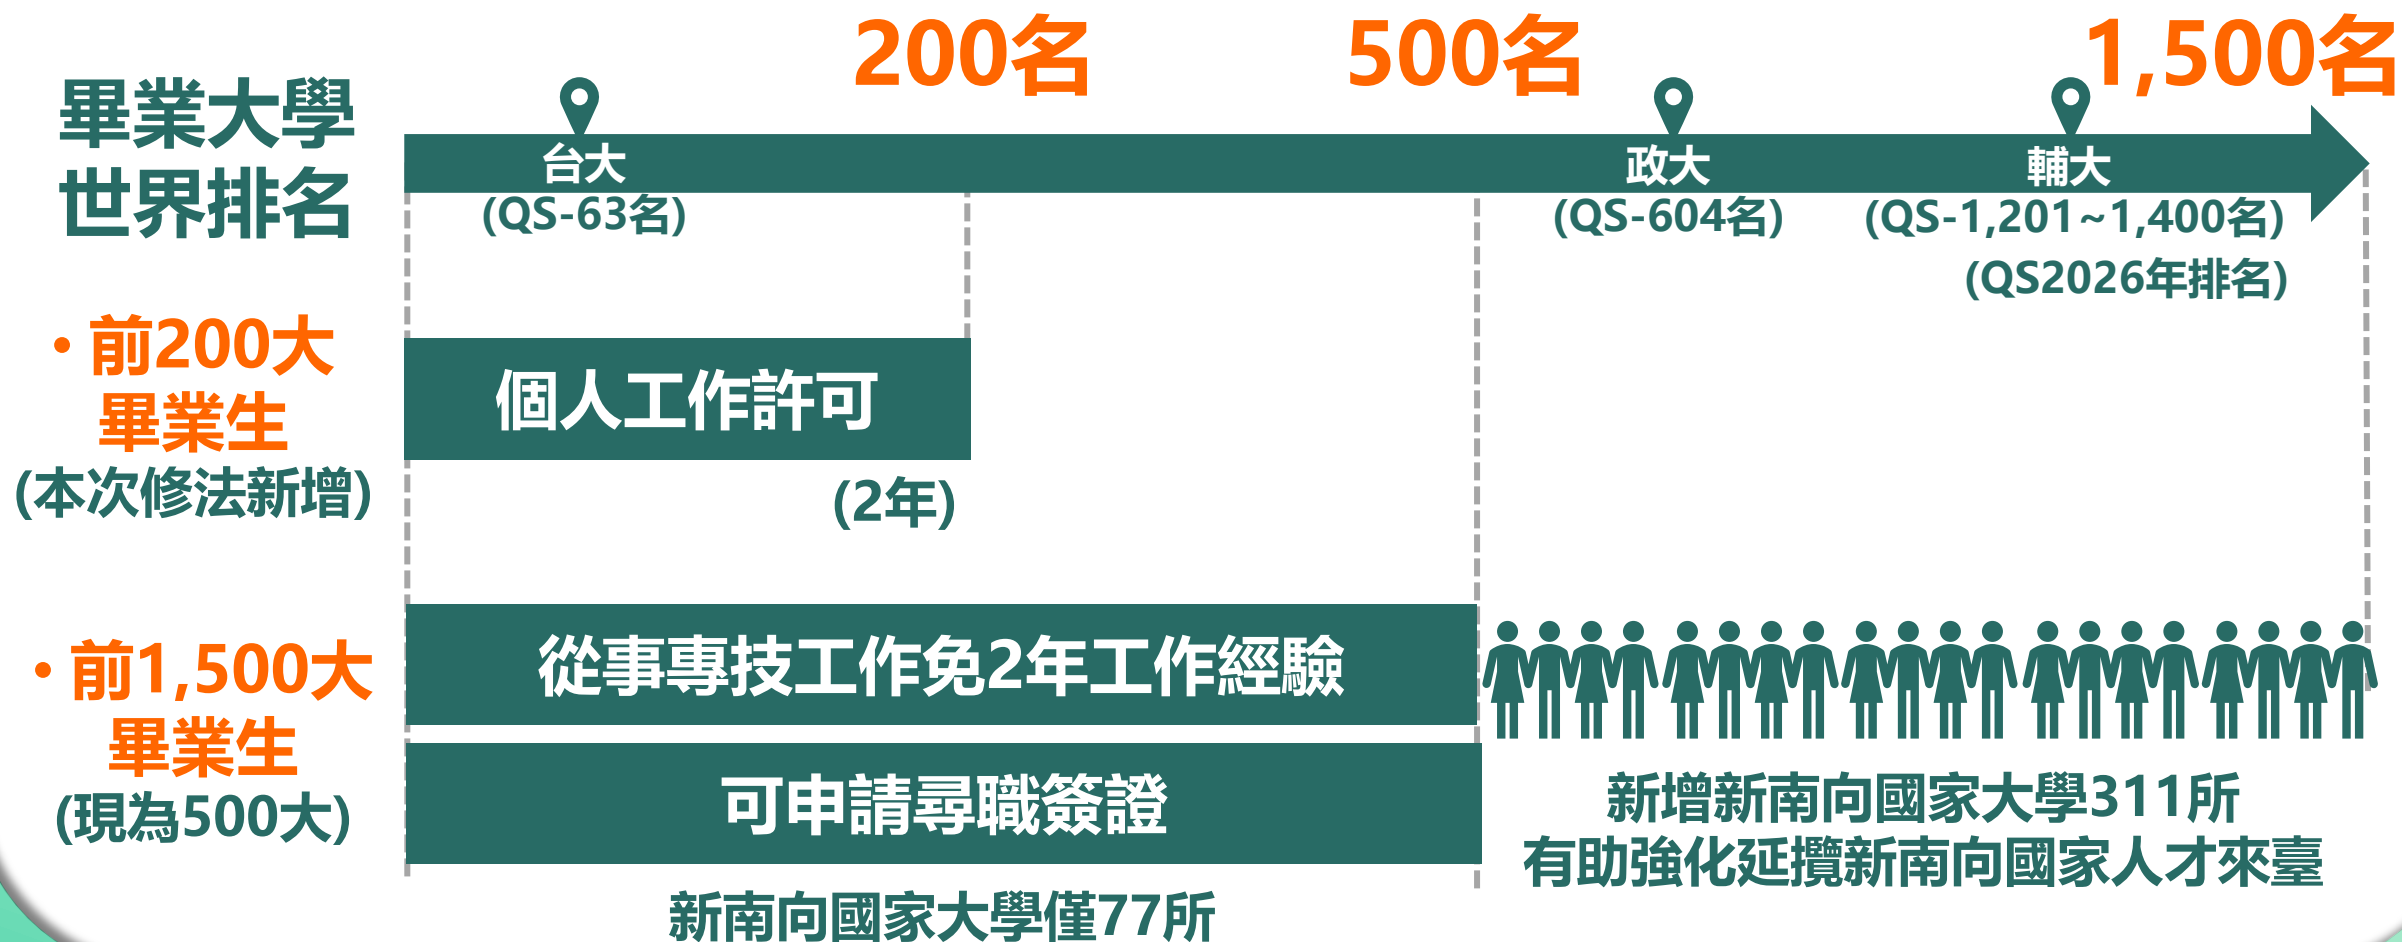 200名
500名
1,500名
畢業大學
世界排名
台大
(QS-63名)
政大
(QS-604名)
輔大
(QS-1,201~1,400名)
(QS2026年排名)
• 前200大
畢業生
(本次修法新增)
個人工作許可
(2年)
• 前1,500大
畢業生
(現為500大)
從事專技工作免2年工作經驗
可申請尋職簽證
新南向國家大學僅77所
新增新南向國家大學311所
有助強化延攬新南向國家人才來臺